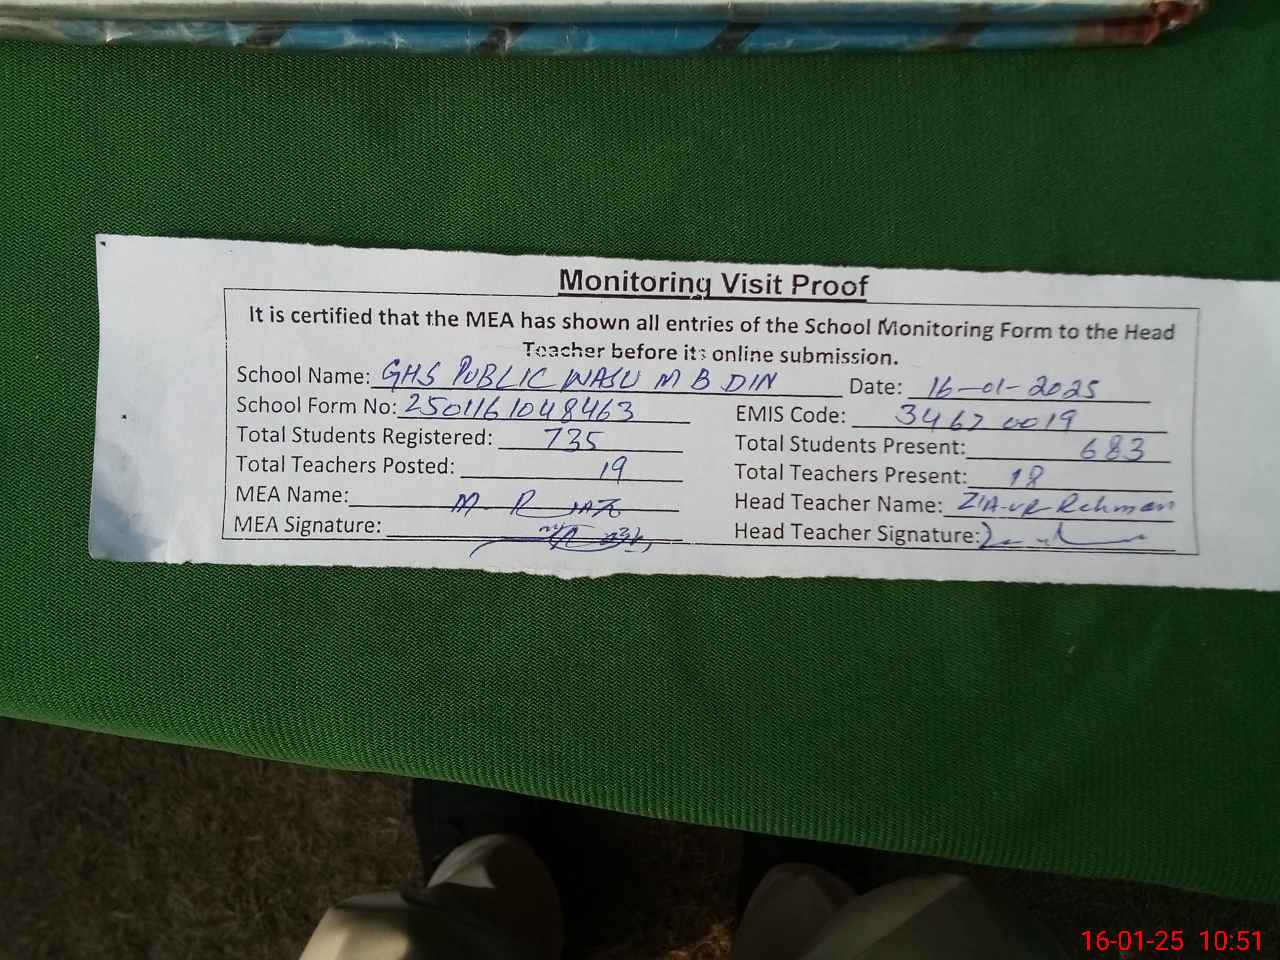 Monitoring Visit Proof
It is certified that the MEA has shown all entries of the School Monitoring Form to the Head
Teacher before its online submission.
School Name: GHS PUBLIC WASU M B DIN Date: 16-01-2025
School Form No: 2501161048463 EMIS Code: 34620019
Total Students Registered: 735 Total Students Present: 683
Total Teachers Posted: 19 Total Teachers Present: 18
MEA Name: M. Head Teacher Name: ZIA-UR-Rehman
MEA Signature: Head Teacher Signature:
16-01-25 10:51